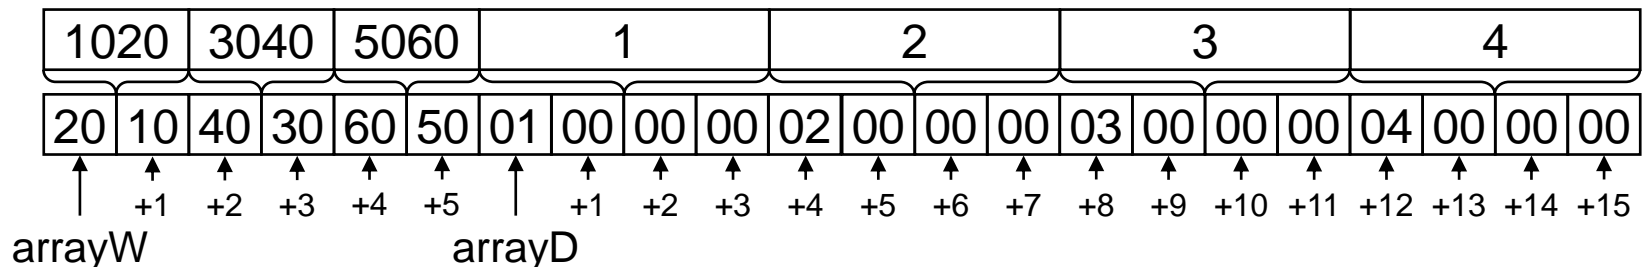 1020 3040 5060 1 2 3 4
20 10 40 30 60 50 01 00 00 00 02 00 00 00 03 00 00 00 04 00 00 00
+1 +2 +3 +4 +5 +1 +2 +3 +4 +5 +6 +7 +8 +9 +10 +11 +12 +13 +14 +15
arrayW arrayD